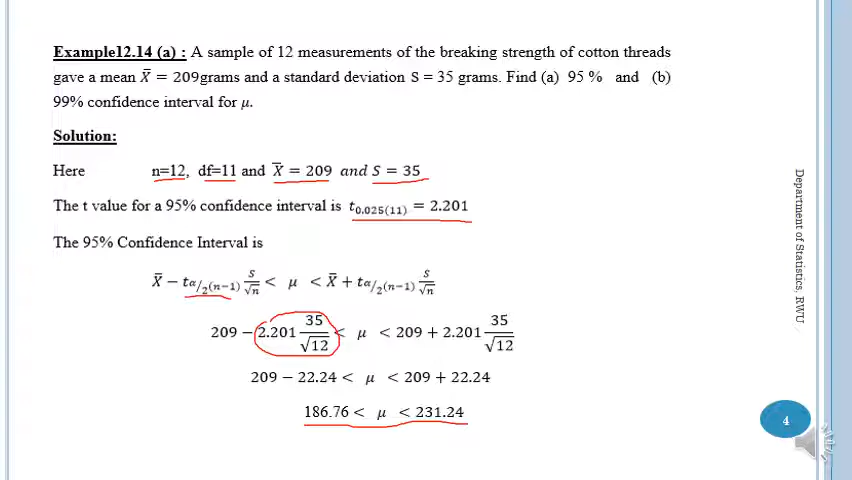 Example12.14 (a) : A sample of 12 measurements of the breaking strength of cotton threads
gave a mean X̄ = 209grams and a standard deviation S = 35 grams. Find (a) 95 % and (b)
99% confidence interval for μ.
Solution:
Here n=12, df=11 and X̄ = 209 and S = 35
The t value for a 95% confidence interval is t₀.₀₂₅₍₁₁₎ = 2.201
The 95% Confidence Interval is
X̄ − tα/₂(n−1) S/√n < μ < X̄ + tα/₂(n−1) S/√n
209 − 2.201 35/√12 < μ < 209 + 2.201 35/√12
209 − 22.24 < μ < 209 + 22.24
186.76 < μ < 231.24
Department of Statistics, RWU
4